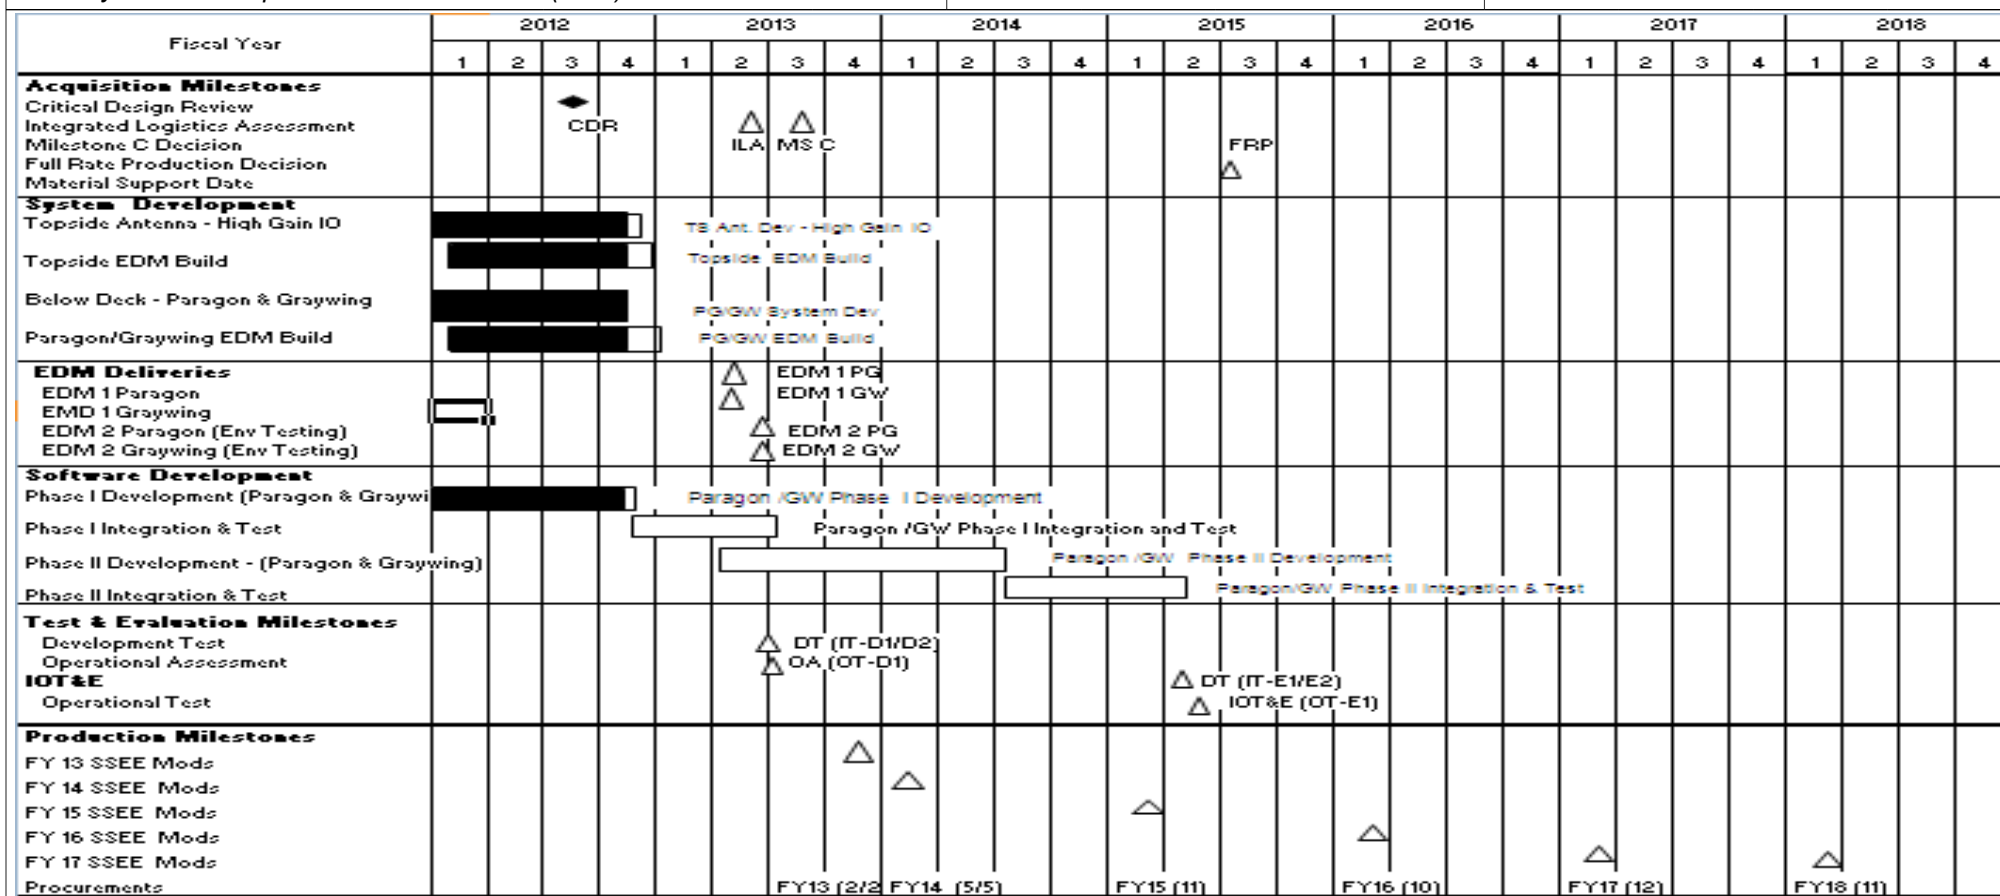 Fiscal Year
2012 2013 2014 2015 2016 2017 2018
1 2 3 4 1 2 3 4 1 2 3 4 1 2 3 4 1 2 3 4 1 2 3 4 1 2 3 4
Acquisition Milestones
Critical Design Review
Integrated Logistics Assessment CDR
Milestone C Decision ILA MS C FRP
Full Rate Production Decision
Material Support Date
System Development
Topside Antenna - High Gain IO TS Ant. Dev - High Gain IO
Topside EDM Build Topside EDM Build
Below Deck - Paragon & Graywing PG/GW System Dev
Paragon/Graywing EDM Build PG/GW EDM Build
EDM Deliveries EDM 1 PG
EDM 1 Paragon EDM 1 GW
EMD 1 Graywing
EDM 2 Paragon (Env Testing) EDM 2 PG
EDM 2 Graywing (Env Testing) EDM 2 GW
Software Development
Phase I Development (Paragon & Graywi Paragon /GW Phase I Development
Phase I Integration & Test Paragon /GW Phase I Integration and Test
Phase II Development - (Paragon & Graywing) Paragon /GW Phase II Development
Phase II Integration & Test Paragon/GW Phase II Integration & Test
Test & Evaluation Milestones
Development Test DT (IT-D1/D2)
Operational Assessment OA (OT-D1)
IOT&E DT (IT-E1/E2)
Operational Test IOT&E (OT-E1)
Production Milestones
FY 13 SSEE Mods
FY 14 SSEE Mods
FY 15 SSEE Mods
FY 16 SSEE Mods
FY 17 SSEE Mods
Procurements FY13 (2/2 FY14 (5/5) FY15 (11) FY16 (10) FY17 (12) FY18 (11)